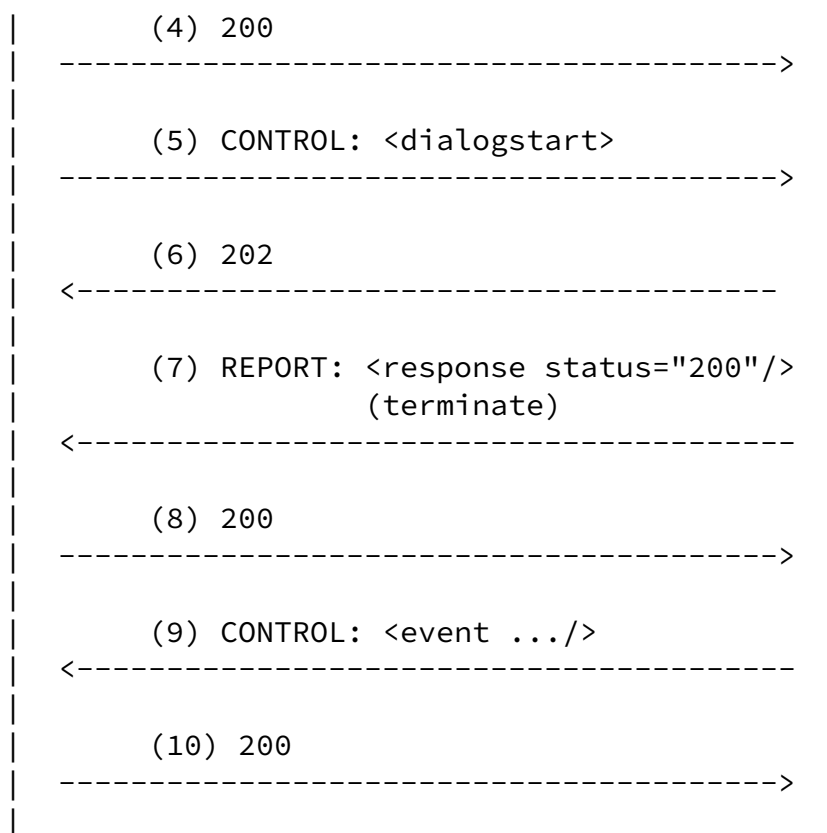 |       (4) 200
|  ---------------------------------------->
|
|       (5) CONTROL: <dialogstart>
|  ---------------------------------------->
|
|       (6) 202
|  <---------------------------------------
|
|       (7) REPORT: <response status="200"/>
|                   (terminate)
|  <----------------------------------------
|
|       (8) 200
|  ---------------------------------------->
|
|       (9) CONTROL: <event .../>
|  <----------------------------------------
|
|       (10) 200
|  ---------------------------------------->
|